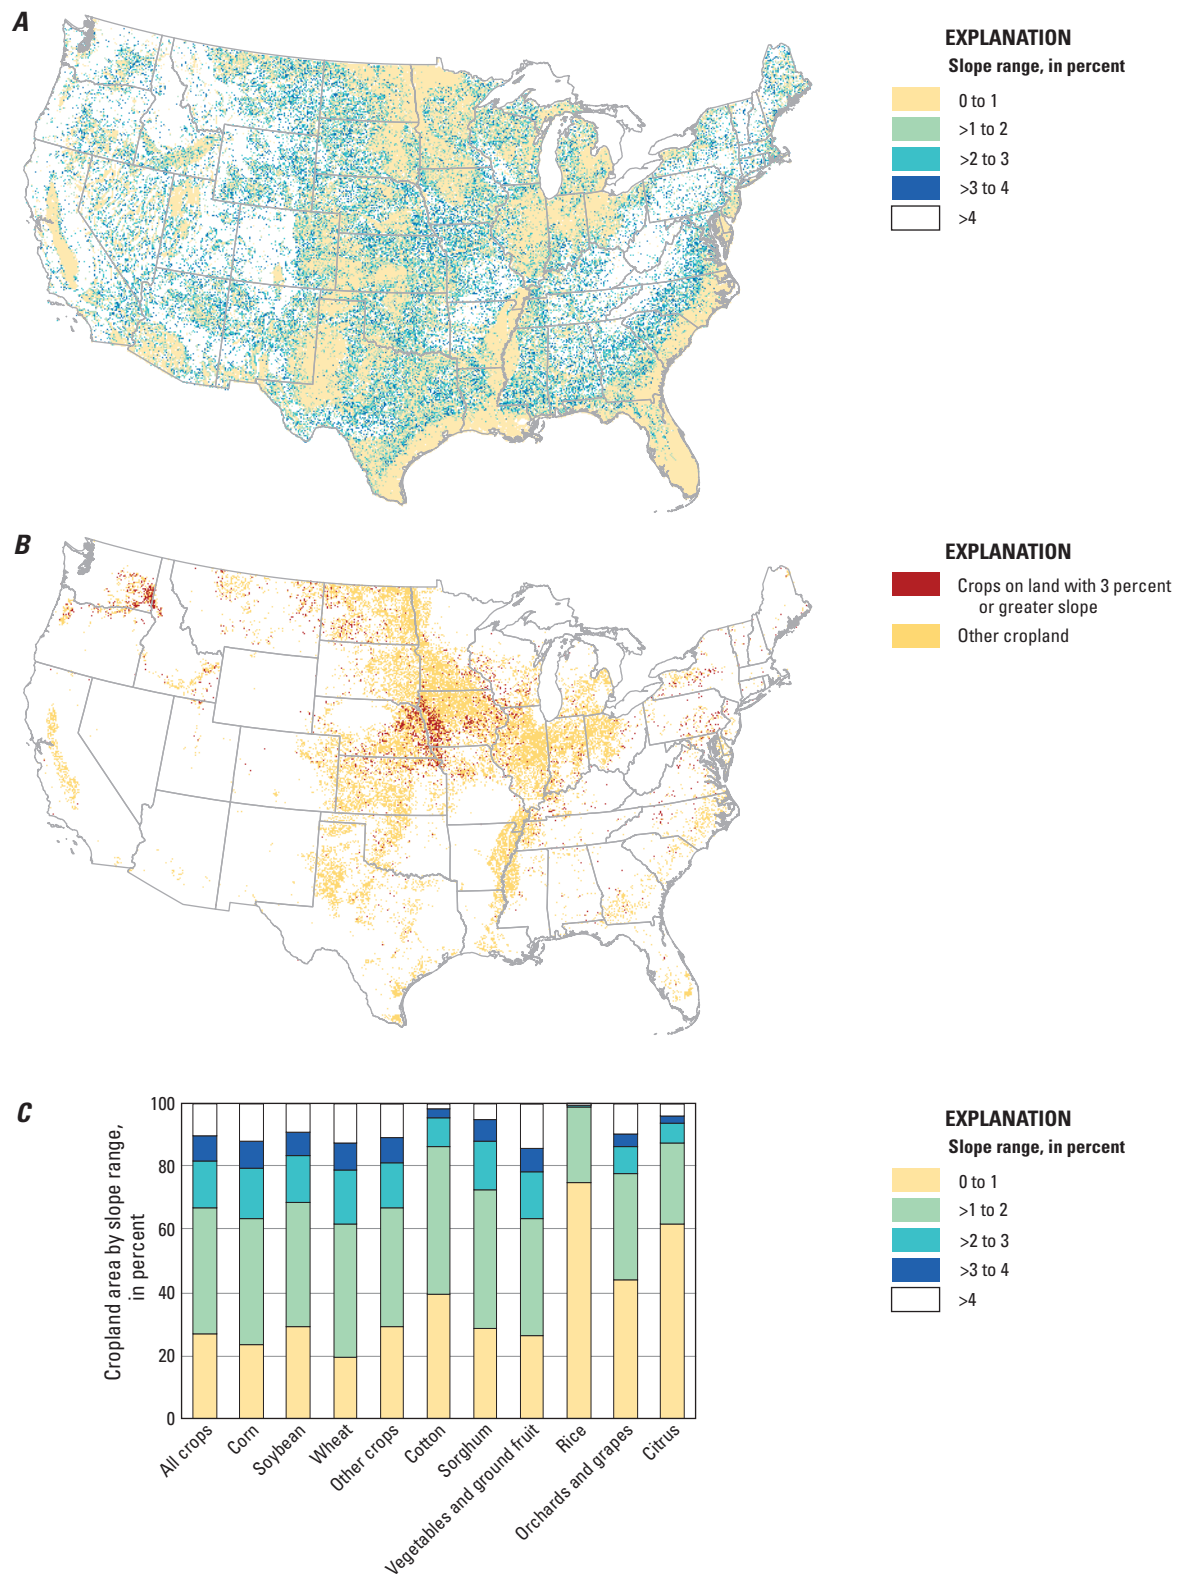 A
EXPLANATION
Slope range, in percent
0 to 1
>1 to 2
>2 to 3
>3 to 4
>4
B
EXPLANATION
Crops on land with 3 percent
or greater slope
Other cropland
C
Cropland area by slope range,
in percent
100
80
60
40
20
0
All crops
Corn
Soybean
Wheat
Other crops
Cotton
Sorghum
Vegetables and ground fruit
Rice
Orchards and grapes
Citrus
EXPLANATION
Slope range, in percent
0 to 1
>1 to 2
>2 to 3
>3 to 4
>4